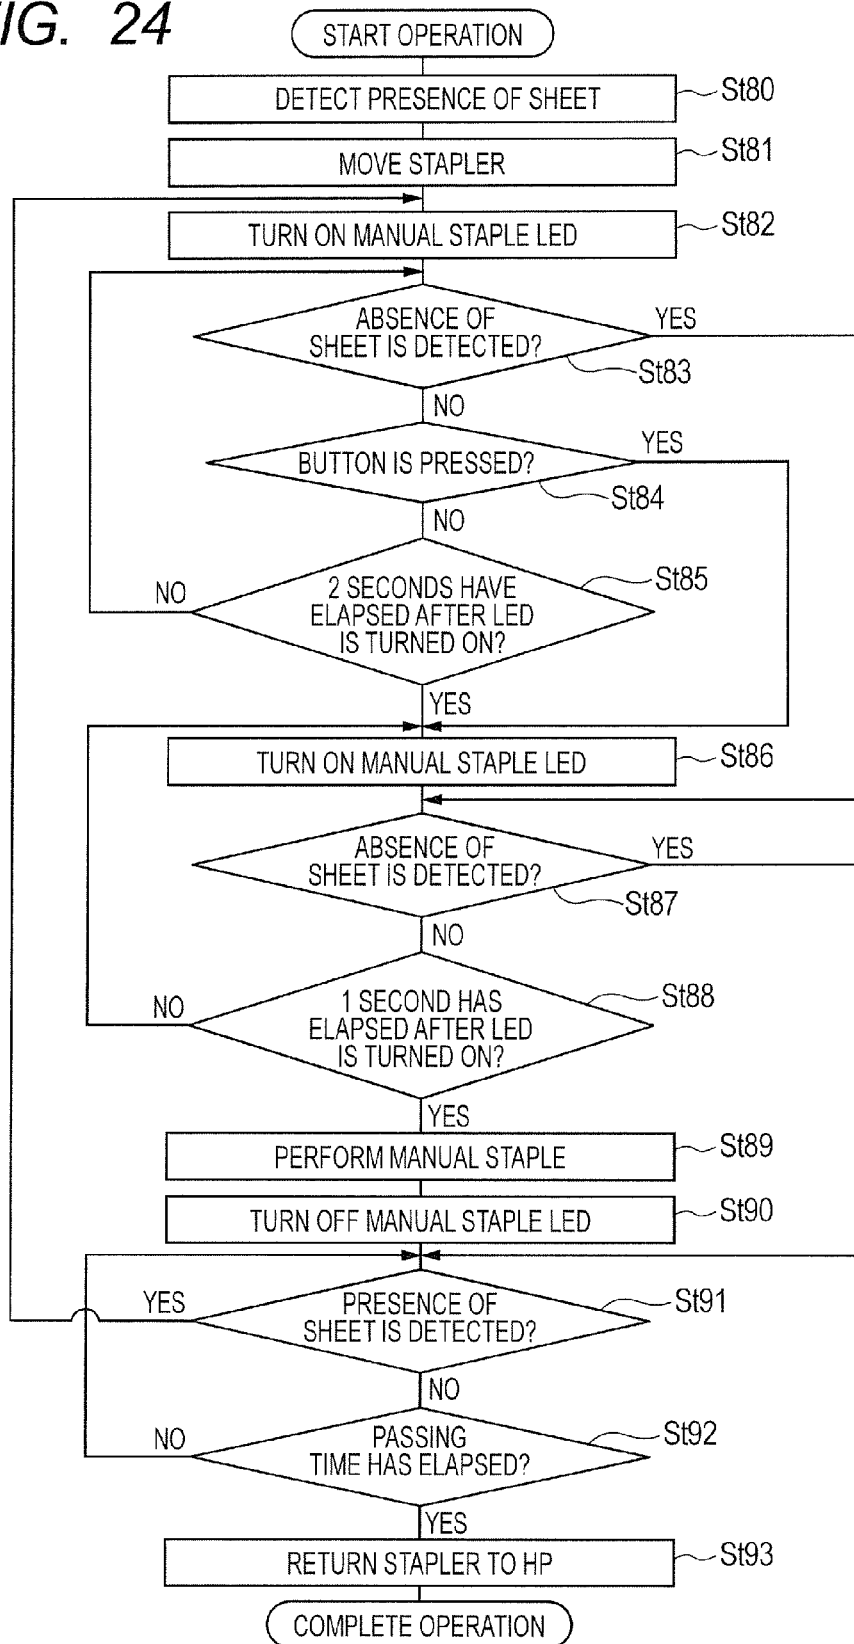 IG. 24
START OPERATION
DETECT PRESENCE OF SHEET
St80
MOVE STAPLER
St81
TURN ON MANUAL STAPLE LED
St82
ABSENCE OF
SHEET IS DETECTED?
YES
St83
NO
BUTTON IS PRESSED?
YES
St84
NO
2 SECONDS HAVE
ELAPSED AFTER LED
IS TURNED ON?
St85
NO
YES
TURN ON MANUAL STAPLE LED
St86
ABSENCE OF
SHEET IS DETECTED?
YES
St87
NO
1 SECOND HAS
ELAPSED AFTER LED
IS TURNED ON?
St88
NO
YES
PERFORM MANUAL STAPLE
St89
TURN OFF MANUAL STAPLE LED
St90
YES
PRESENCE OF
SHEET IS DETECTED?
St91
NO
NO
PASSING
TIME HAS ELAPSED?
St92
YES
RETURN STAPLER TO HP
St93
COMPLETE OPERATION